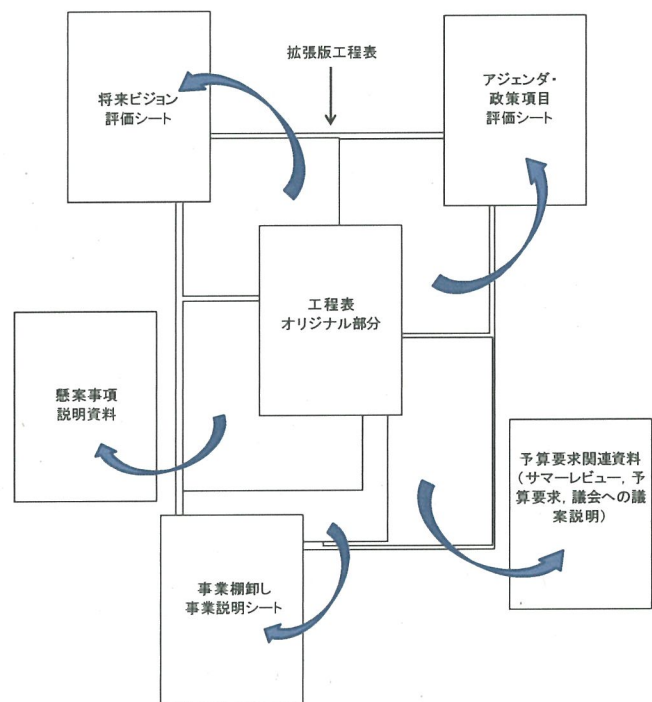 拡張版工程表
将来ビジョン
評価シート
アジェンダ・
政策項目
評価シート
工程表
オリジナル部分
懸案事項
説明資料
予算要求関連資料
（サマーレビュー，予
算要求，議会への議
案説明）
事業棚卸し
事業説明シート